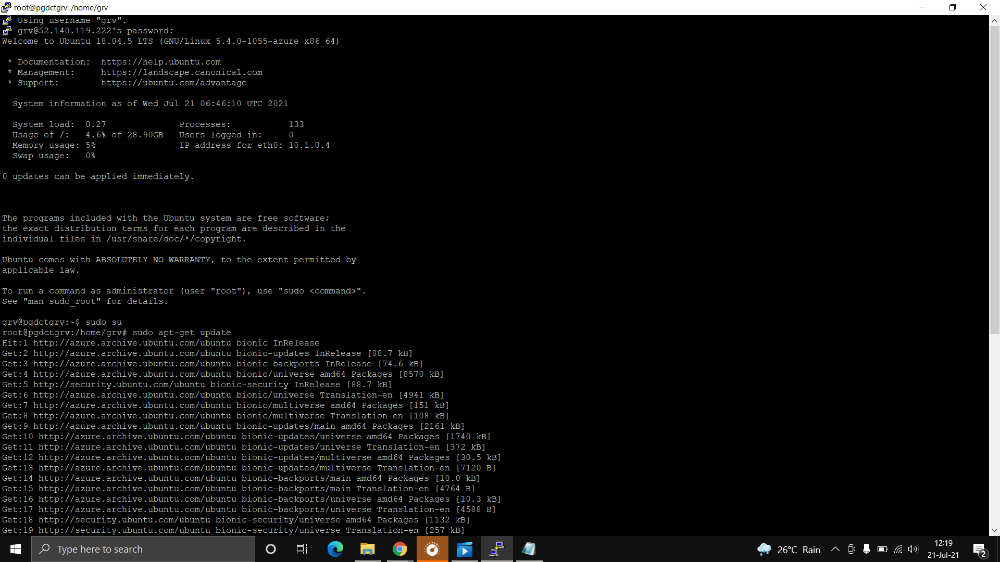 root@pgdctgrv: /home/grv
Using username "grv".
grv@52.140.119.222's password:
Welcome to Ubuntu 18.04.5 LTS (GNU/Linux 5.4.0-1055-azure x86_64)
* Documentation:  https://help.ubuntu.com
* Management:     https://landscape.canonical.com
* Support:        https://ubuntu.com/advantage
System information as of Wed Jul 21 06:46:10 UTC 2021
System load:  0.27              Processes:           133
Usage of /:   4.6% of 28.90GB   Users logged in:     0
Memory usage: 5%                IP address for eth0: 10.1.0.4
Swap usage:   0%
0 updates can be applied immediately.
The programs included with the Ubuntu system are free software;
the exact distribution terms for each program are described in the
individual files in /usr/share/doc/*/copyright.
Ubuntu comes with ABSOLUTELY NO WARRANTY, to the extent permitted by
applicable law.
To run a command as administrator (user "root"), use "sudo <command>".
See "man sudo_root" for details.
grv@pgdctgrv:~$ sudo su
root@pgdctgrv:/home/grv# sudo apt-get update
Hit:1 http://azure.archive.ubuntu.com/ubuntu bionic InRelease
Get:2 http://azure.archive.ubuntu.com/ubuntu bionic-updates InRelease [88.7 kB]
Get:3 http://azure.archive.ubuntu.com/ubuntu bionic-backports InRelease [74.6 kB]
Get:4 http://azure.archive.ubuntu.com/ubuntu bionic/universe amd64 Packages [8570 kB]
Get:5 http://security.ubuntu.com/ubuntu bionic-security InRelease [88.7 kB]
Get:6 http://azure.archive.ubuntu.com/ubuntu bionic/universe Translation-en [4941 kB]
Get:7 http://azure.archive.ubuntu.com/ubuntu bionic/multiverse amd64 Packages [151 kB]
Get:8 http://azure.archive.ubuntu.com/ubuntu bionic/multiverse Translation-en [108 kB]
Get:9 http://azure.archive.ubuntu.com/ubuntu bionic-updates/main amd64 Packages [2161 kB]
Get:10 http://azure.archive.ubuntu.com/ubuntu bionic-updates/universe amd64 Packages [1740 kB]
Get:11 http://azure.archive.ubuntu.com/ubuntu bionic-updates/universe Translation-en [372 kB]
Get:12 http://azure.archive.ubuntu.com/ubuntu bionic-updates/multiverse amd64 Packages [30.5 kB]
Get:13 http://azure.archive.ubuntu.com/ubuntu bionic-updates/multiverse Translation-en [7120 B]
Get:14 http://azure.archive.ubuntu.com/ubuntu bionic-backports/main amd64 Packages [10.0 kB]
Get:15 http://azure.archive.ubuntu.com/ubuntu bionic-backports/main Translation-en [4764 B]
Get:16 http://azure.archive.ubuntu.com/ubuntu bionic-backports/universe amd64 Packages [10.3 kB]
Get:17 http://azure.archive.ubuntu.com/ubuntu bionic-backports/universe Translation-en [4588 B]
Get:18 http://security.ubuntu.com/ubuntu bionic-security/universe amd64 Packages [1132 kB]
Get:19 http://security.ubuntu.com/ubuntu bionic-security/universe Translation-en [257 kB]
Type here to search
26°C Rain
12:19
21-Jul-21
2